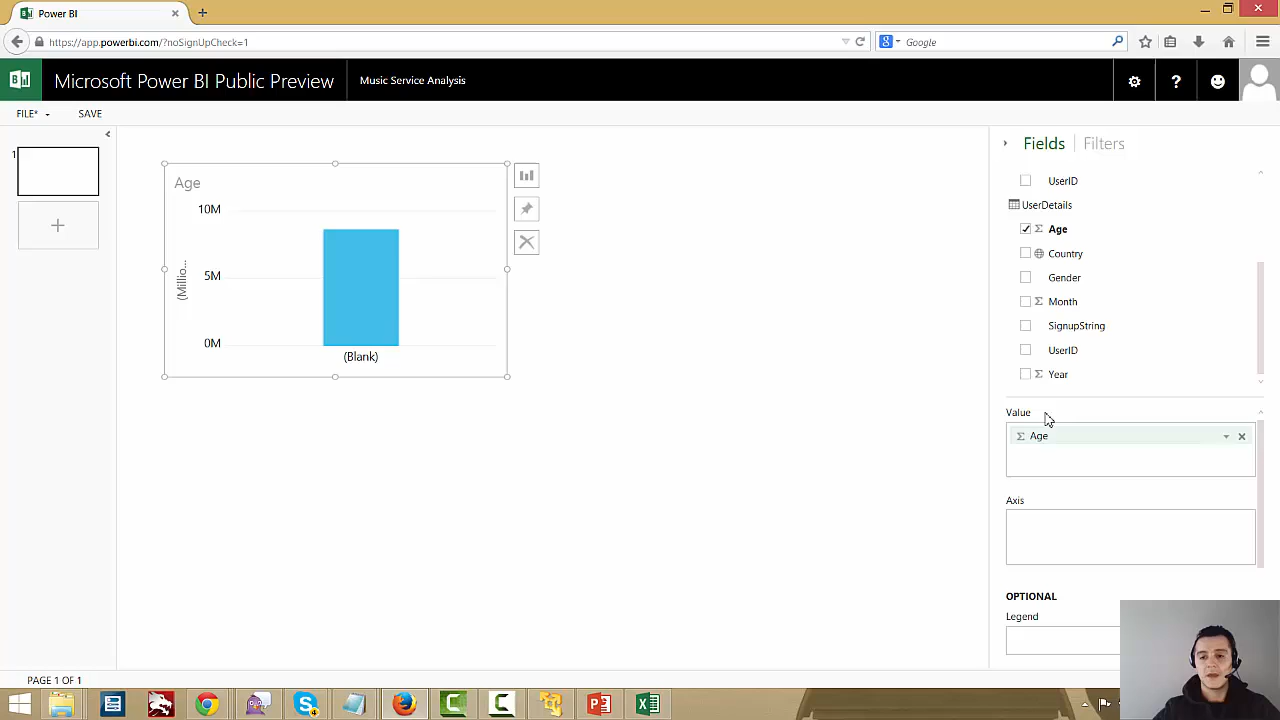 Power BI
https://app.powerbi.com/?noSignUpCheck=1
Google
Microsoft Power BI Public Preview
Music Service Analysis
FILE*
SAVE
1
Age
10M
5M
0M
(Millio...
(Blank)
Fields
Filters
UserID
UserDetails
Age
Country
Gender
Month
SignupString
UserID
Year
Value
Age
Axis
OPTIONAL
Legend
PAGE 1 OF 1